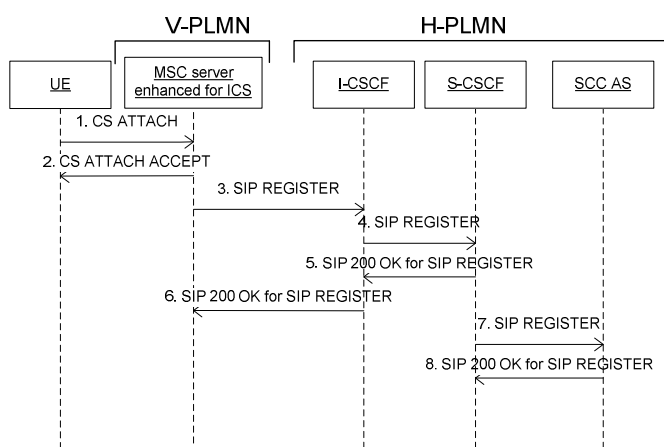 V-PLMN
H-PLMN
UE
MSC server
enhanced for ICS
I-CSCF
S-CSCF
SCC AS
1. CS ATTACH
2. CS ATTACH ACCEPT
3. SIP REGISTER
4. SIP REGISTER
5. SIP 200 OK for SIP REGISTER
6. SIP 200 OK for SIP REGISTER
7. SIP REGISTER
8. SIP 200 OK for SIP REGISTER